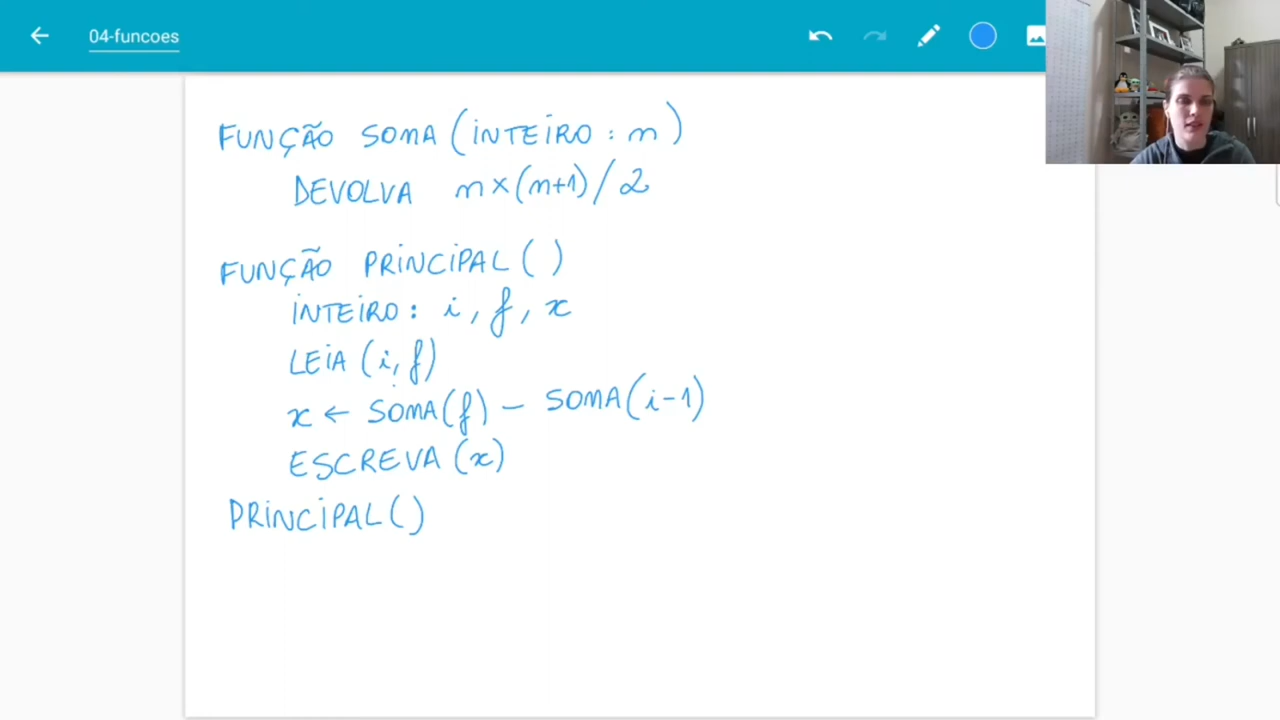 04-funcoes
FUNÇÃO SOMA (INTEIRO: n)
DEVOLVA n×(n+1)/2
FUNÇÃO PRINCIPAL()
INTEIRO: i, f, x
LEIA (i, f)
x ← SOMA(f) - SOMA(i-1)
ESCREVA (x)
PRINCIPAL()